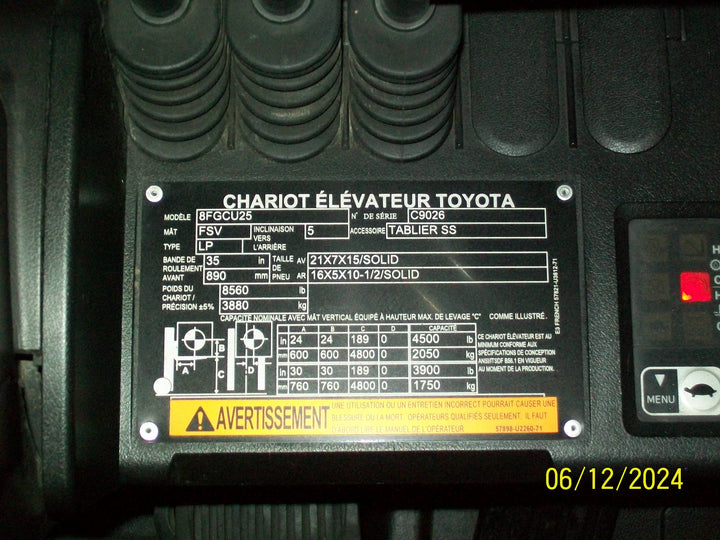 CHARIOT ÉLÉVATEUR TOYOTA
MODÈLE 8FGCU25 N° DE SÉRIE C9026
MÂT FSV INCLINAISON VERS L'ARRIÈRE 5 ACCESSOIRE TABLIER SS
TYPE LP
BANDE DE ROULEMENT AVANT 35 in 890 mm
TAILLE DE PNEU AV 21X7X15/SOLID
AR 16X5X10-1/2/SOLID
POIDS DU CHARIOT / PRÉCISION ±5% 8560 lb 3880 kg
CAPACITÉ NOMINALE AVEC MÂT VERTICAL ÉQUIPÉ À HAUTEUR MAX. DE LEVAGE "C" COMME ILLUSTRÉ.
A B C D CAPACITÉ
in 24 24 189 0 4500 lb
mm 600 600 4800 0 2050 kg
in 30 30 189 0 3900 lb
mm 760 760 4800 0 1750 kg
A B C D
CE CHARIOT ÉLÉVATEUR EST AU
MINIMUM CONFORME AUX
SPÉCIFICATIONS DE CONCEPTION
ANSI/ITSDF B56.1 EN VIGUEUR
AU MOMENT DE LA PRODUCTION.
E3 FRENCH 57821-U3812-71
AVERTISSEMENT
UNE UTILISATION OU UN ENTRETIEN INCORRECT POURRAIT CAUSER UNE
BLESSURE OU LA MORT. OPÉRATEURS QUALIFIÉS SEULEMENT. IL FAUT
D'ABORD LIRE LE MANUEL DE L'OPÉRATEUR
57898-U2260-71
MENU
06/12/2024